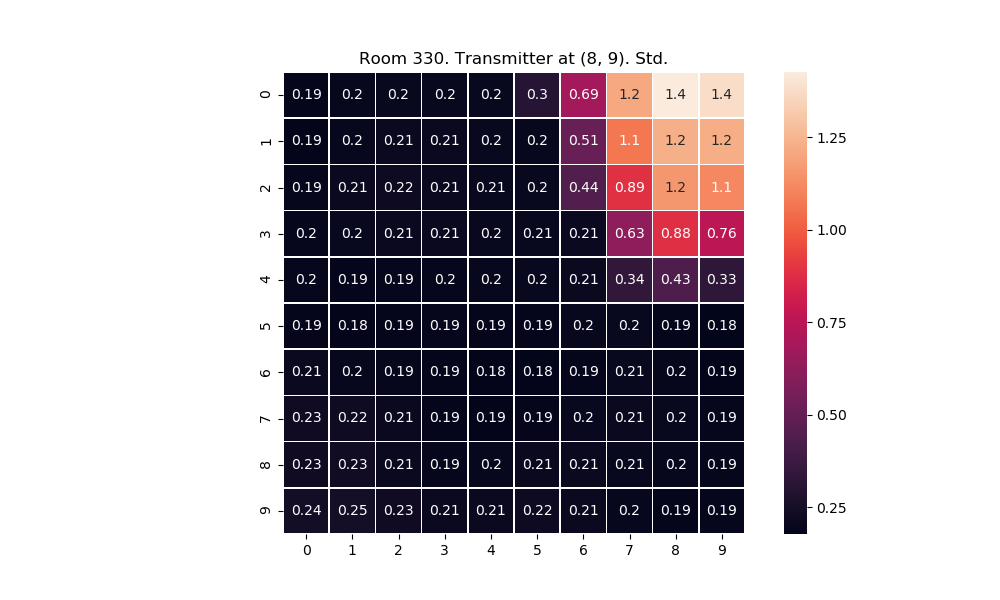 Room 330. Transmitter at (8, 9). Std.
0 0.19 0.2 0.2 0.2 0.2 0.3 0.69 1.2 1.4 1.4
1 0.19 0.2 0.21 0.21 0.2 0.2 0.51 1.1 1.2 1.2
2 0.19 0.21 0.22 0.21 0.21 0.2 0.44 0.89 1.2 1.1
3 0.2 0.2 0.21 0.21 0.2 0.21 0.21 0.63 0.88 0.76
4 0.2 0.19 0.19 0.2 0.2 0.2 0.21 0.34 0.43 0.33
5 0.19 0.18 0.19 0.19 0.19 0.19 0.2 0.2 0.19 0.18
6 0.21 0.2 0.19 0.19 0.18 0.18 0.19 0.21 0.2 0.19
7 0.23 0.22 0.21 0.19 0.19 0.19 0.2 0.21 0.2 0.19
8 0.23 0.23 0.21 0.19 0.2 0.21 0.21 0.21 0.2 0.19
9 0.24 0.25 0.23 0.21 0.21 0.22 0.21 0.2 0.19 0.19
0 1 2 3 4 5 6 7 8 9
1.25
1.00
0.75
0.50
0.25